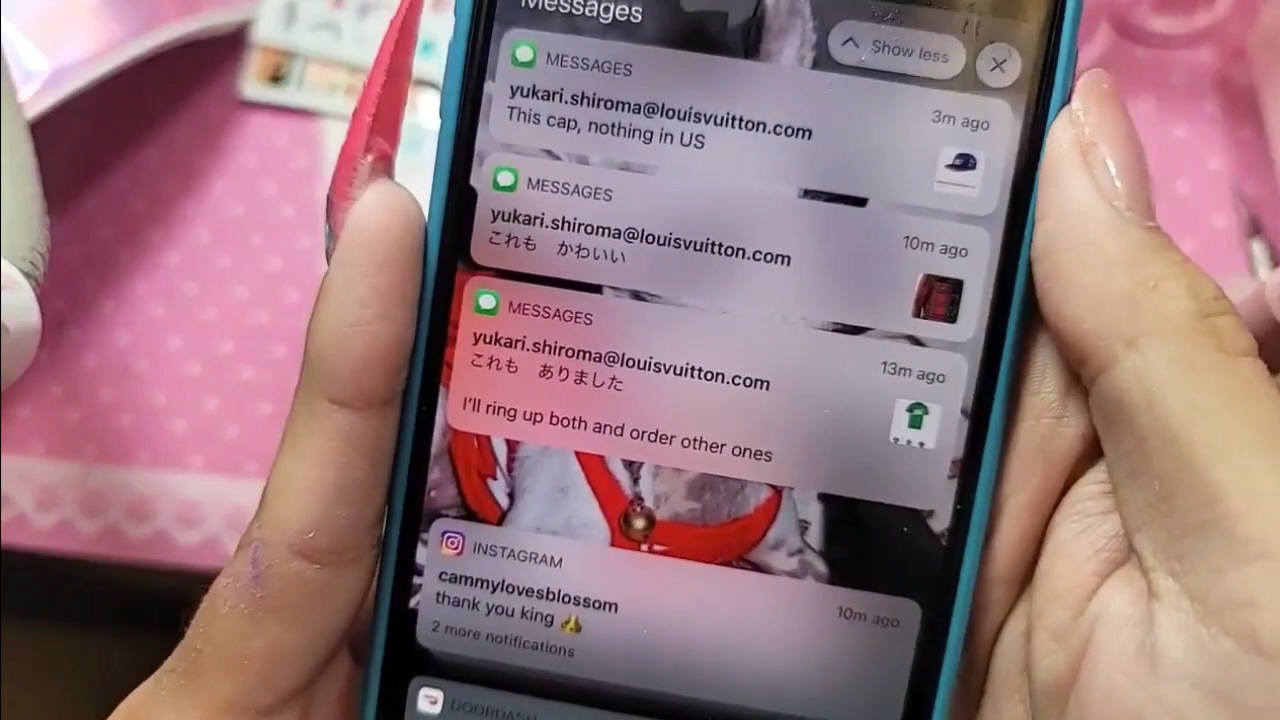 Messages
Show less
MESSAGES
yukari.shiroma@louisvuitton.com
3m ago
This cap, nothing in US
MESSAGES
yukari.shiroma@louisvuitton.com
10m ago
これも かわいい
MESSAGES
yukari.shiroma@louisvuitton.com
13m ago
これも ありました
I'll ring up both and order other ones
INSTAGRAM
cammylovesblossom
10m ago
thank you king 🙏
2 more notifications
DOORDASH